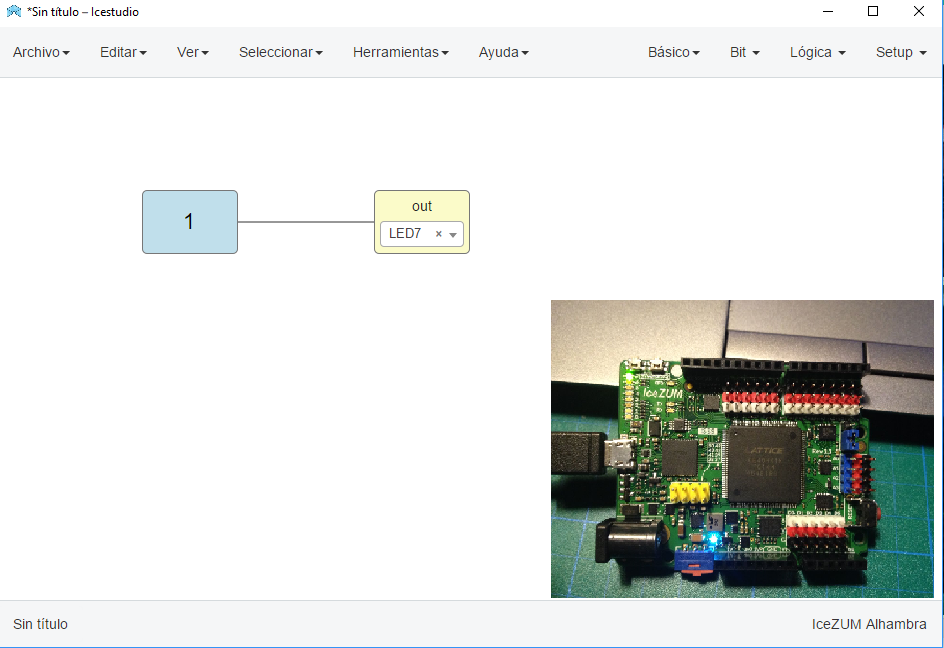 *Sin título – Icestudio
Archivo Editar Ver Seleccionar Herramientas Ayuda Básico Bit Lógica Setup
1
out
LED7 ×
IceZUM
LATTICE
Sin título IceZUM Alhambra